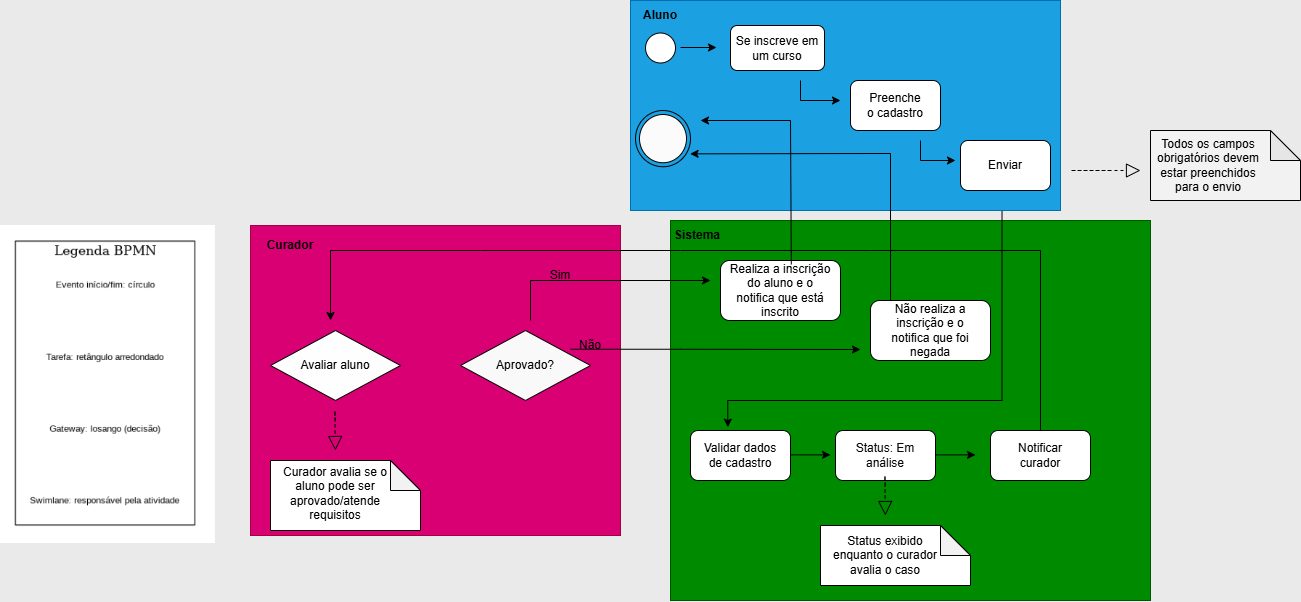 Aluno
Se inscreve em
um curso
Preenche
o cadastro
Enviar
Todos os campos
obrigatórios devem
estar preenchidos
para o envio
Legenda BPMN
Evento início/fim: círculo
Tarefa: retângulo arredondado
Gateway: losango (decisão)
Swimlane: responsável pela atividade
Curador
Sim
Não
Avaliar aluno
Aprovado?
Curador avalia se o
aluno pode ser
aprovado/atende
requisitos
Sistema
Realiza a inscrição
do aluno e o
notifica que está
inscrito
Não realiza a
inscrição e o
notifica que foi
negada
Validar dados
de cadastro
Status: Em
análise
Notificar
curador
Status exibido
enquanto o curador
avalia o caso